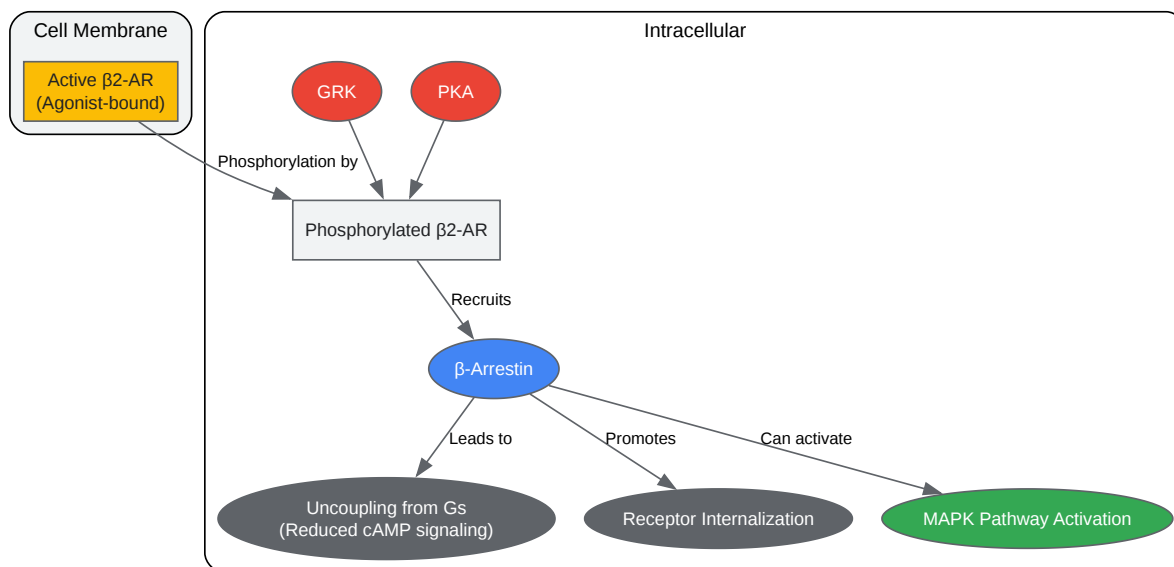 Cell Membrane
Intracellular
Active β2-AR
(Agonist-bound)
GRK
PKA
Phosphorylation by
Phosphorylated β2-AR
Recruits
β-Arrestin
Leads to
Promotes
Can activate
Uncoupling from Gs
(Reduced cAMP signaling)
Receptor Internalization
MAPK Pathway Activation